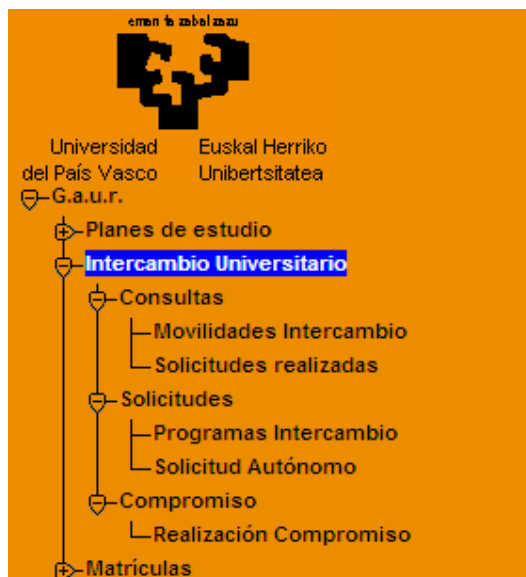 eman ta zabal zazu
Universidad Euskal Herriko
del País Vasco Unibertsitatea
G.a.u.r.
Planes de estudio
Intercambio Universitario
Consultas
Movilidades Intercambio
Solicitudes realizadas
Solicitudes
Programas Intercambio
Solicitud Autónomo
Compromiso
Realización Compromiso
Matrículas